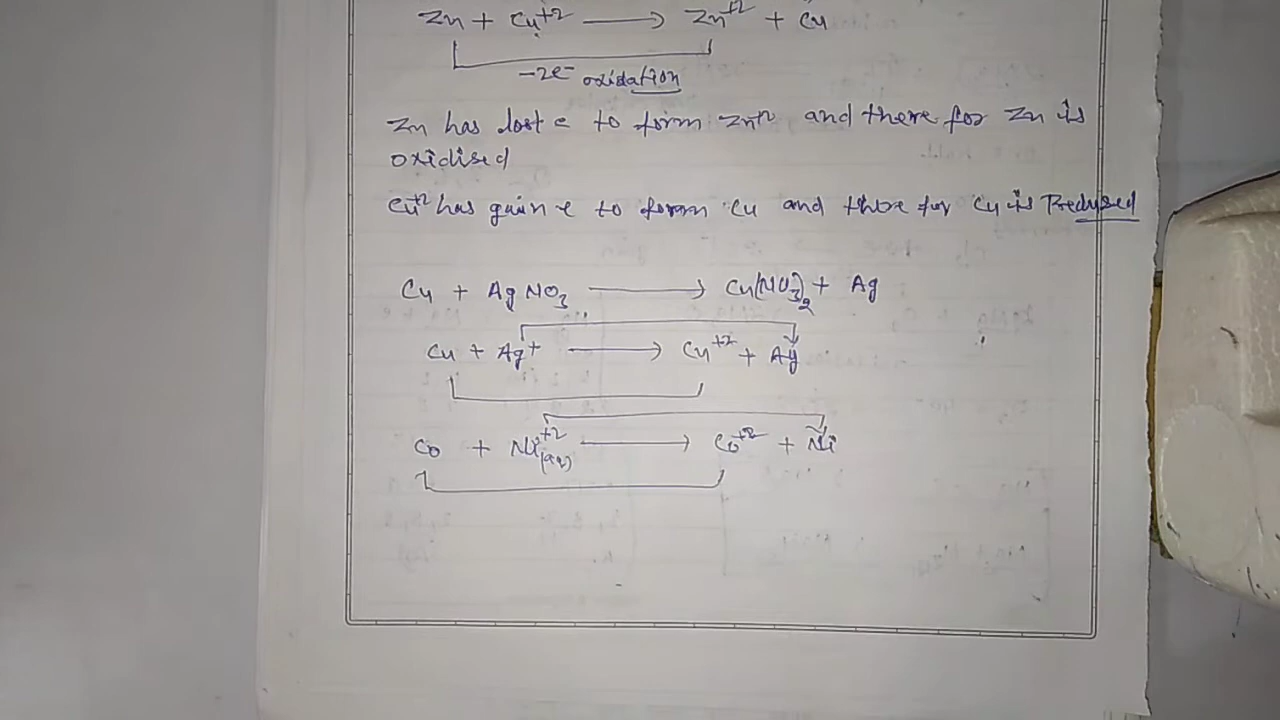 Zn + Cu+2 ⟶ Zn+2 + Cu
-2e- oxidation
Zn has lost e to form Zn+2 and there for Zn is
oxidised
Cu+2 has gain e to form Cu and there for Cu is Redused
Cu + AgNO3 ⟶ Cu(NO3)2 + Ag
Cu + Ag+ ⟶ Cu+2 + Ag
Co + Ni+2(aq) ⟶ Co+2 + Ni